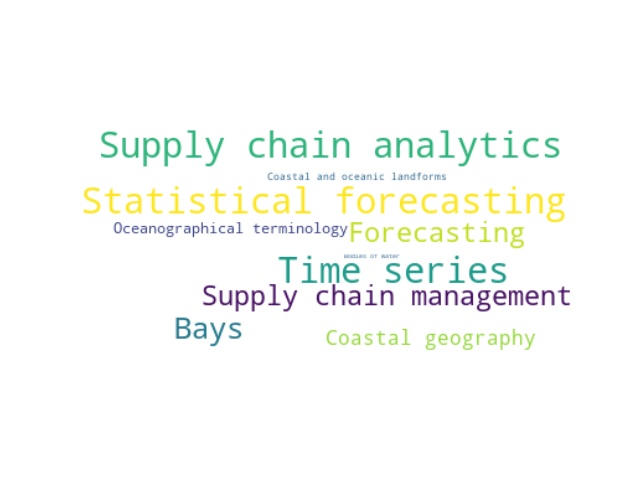 Supply chain analytics
Coastal and oceanic landforms
Statistical forecasting
Oceanographical terminology
Forecasting
Bodies of water
Time series
Supply chain management
Bays
Coastal geography